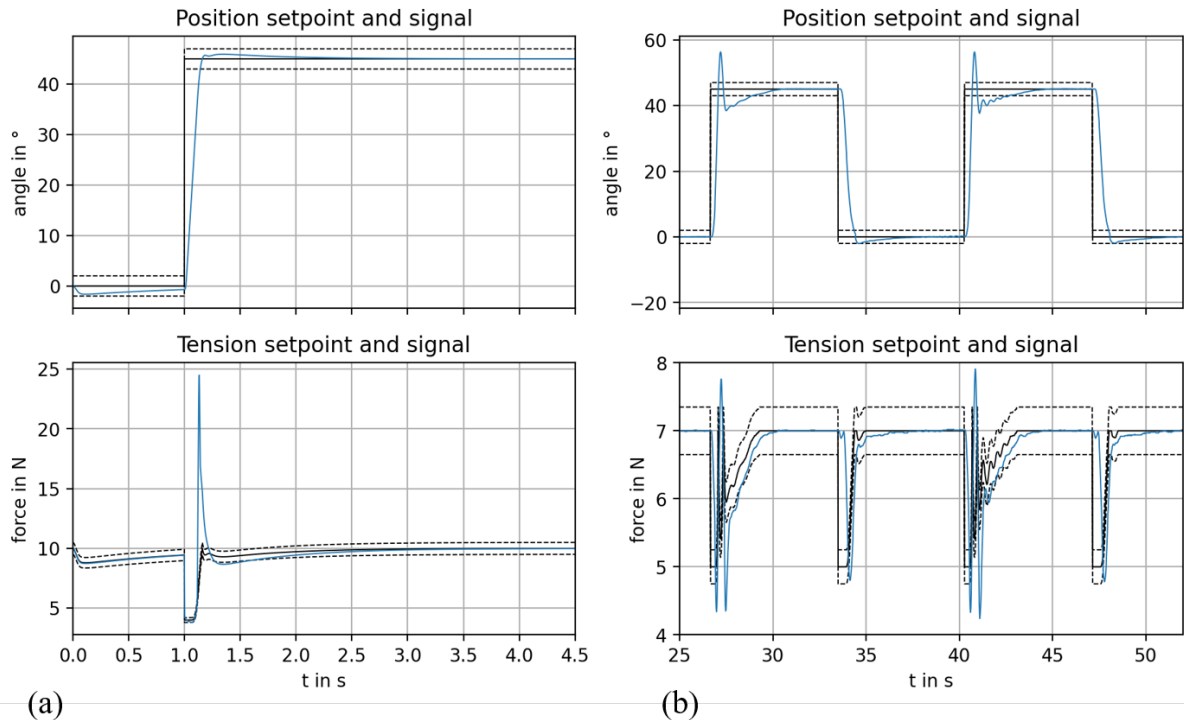 Position setpoint and signal
angle in °
40
30
20
10
0
Tension setpoint and signal
force in N
25
20
15
10
5
0.0 0.5 1.0 1.5 2.0 2.5 3.0 3.5 4.0 4.5
t in s
(a)
Position setpoint and signal
angle in °
60
40
20
0
−20
Tension setpoint and signal
force in N
8
7
6
5
4
25 30 35 40 45 50
t in s
(b)